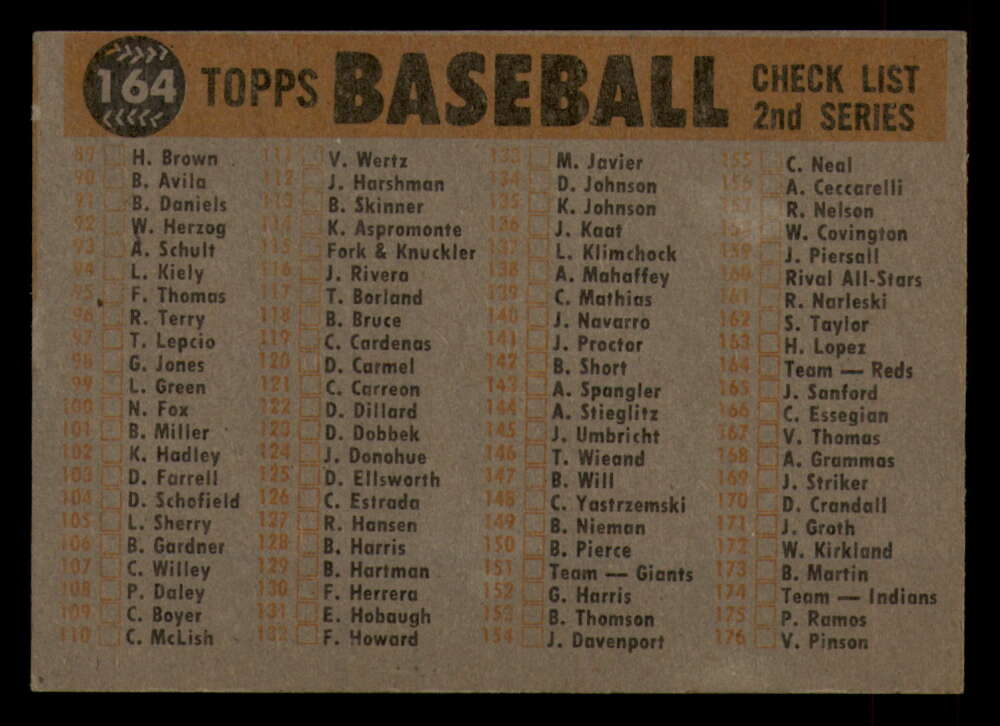 164 TOPPS BASEBALL CHECK LIST
2nd SERIES
89 H. Brown
90 B. Avila
91 B. Daniels
92 W. Herzog
93 A. Schult
94 L. Kiely
95 F. Thomas
96 R. Terry
97 T. Lepcio
98 G. Jones
99 L. Green
100 N. Fox
101 B. Miller
102 K. Hadley
103 D. Farrell
104 D. Schofield
105 L. Sherry
106 B. Gardner
107 C. Willey
108 P. Daley
109 C. Boyer
110 C. McLish
111 V. Wertz
112 J. Harshman
113 B. Skinner
114 K. Aspromonte
115 Fork & Knuckler
116 J. Rivera
117 T. Borland
118 B. Bruce
119 C. Cardenas
120 D. Carmel
121 C. Carreon
122 D. Dillard
123 D. Dobbek
124 J. Donohue
125 D. Ellsworth
126 C. Estrada
127 R. Hansen
128 B. Harris
129 B. Hartman
130 F. Herrera
131 E. Hobaugh
132 F. Howard
133 M. Javier
134 D. Johnson
135 K. Johnson
136 J. Kaat
137 L. Klimchock
138 A. Mahaffey
139 C. Mathias
140 J. Navarro
141 J. Proctor
142 B. Short
143 A. Spangler
144 A. Stieglitz
145 J. Umbricht
146 T. Wieand
147 B. Will
148 C. Yastrzemski
149 B. Nieman
150 B. Pierce
151 Team — Giants
152 G. Harris
153 B. Thomson
154 J. Davenport
155 C. Neal
156 A. Ceccarelli
157 R. Nelson
158 W. Covington
159 J. Piersall
160 Rival All-Stars
161 R. Narleski
162 S. Taylor
163 H. Lopez
164 Team — Reds
165 J. Sanford
166 C. Essegian
167 V. Thomas
168 A. Grammas
169 J. Striker
170 D. Crandall
171 J. Groth
172 W. Kirkland
173 B. Martin
174 Team — Indians
175 P. Ramos
176 V. Pinson